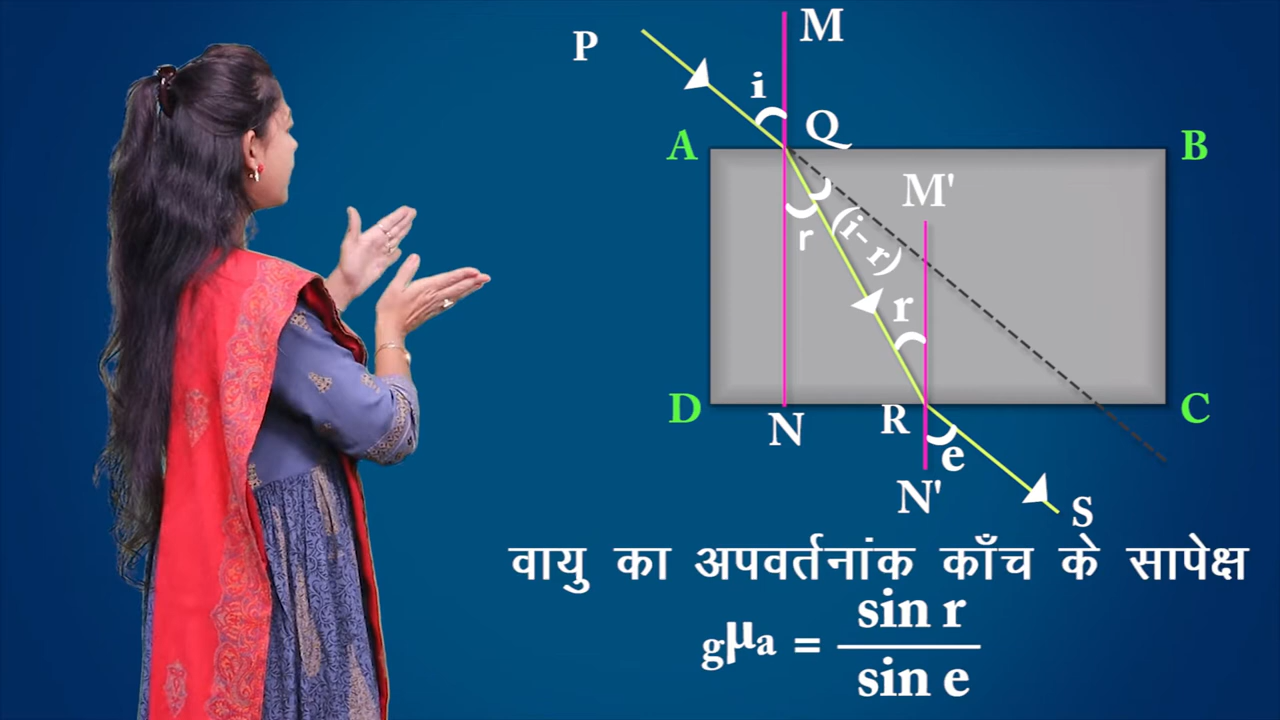 P
M
i
A
Q
B
M'
r
(i-r)
r
D
N
R
C
e
N'
S
वायु का अपवर्तनांक काँच के सापेक्ष
gμa = sin r / sin e